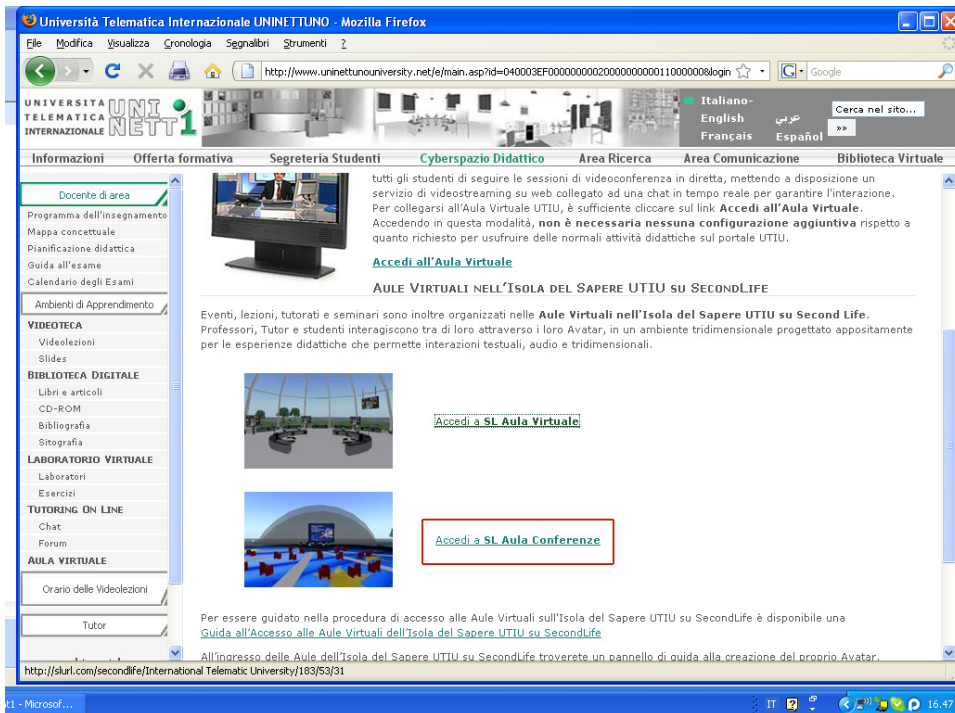 Università Telematica Internazionale UNINETTUNO - Mozilla Firefox
File Modifica Visualizza Cronologia Segnalibri Strumenti ?
http://www.uninettunouniversity.net/e/main.asp?id=040003EF00000000020000000000011000000&login
Google
UNIVERSITA
TELEMATICA
INTERNAZIONALE
UNI
NETT1
Italiano-
English عربي
Français Español
Cerca nel sito...
»»
Informazioni Offerta formativa Segreteria Studenti Cyberspazio Didattico Area Ricerca Area Comunicazione Biblioteca Virtuale
Docente di area
Programma dell'insegnamento
Mappa concettuale
Pianificazione didattica
Guida all'esame
Calendario degli Esami
Ambienti di Apprendimento
VIDEOTECA
Videolezioni
Slides
BIBLIOTECA DIGITALE
Libri e articoli
CD-ROM
Bibliografia
Sitografia
LABORATORIO VIRTUALE
Laboratori
Esercizi
TUTORING ON LINE
Chat
Forum
AULA VIRTUALE
Orario delle Videolezioni
Tutor
tutti gli studenti di seguire le sessioni di videoconferenza in diretta, mettendo a disposizione un
servizio di videostreaming su web collegato ad una chat in tempo reale per garantire l'interazione.
Per collegarsi all'Aula Virtuale UTIU, è sufficiente cliccare sul link Accedi all'Aula Virtuale.
Accedendo in questa modalità, non è necessaria nessuna configurazione aggiuntiva rispetto a
quanto richiesto per usufruire delle normali attività didattiche sul portale UTIU.
Accedi all'Aula Virtuale
AULE VIRTUALI NELL'ISOLA DEL SAPERE UTIU SU SECONDLIFE
Eventi, lezioni, tutorati e seminari sono inoltre organizzati nelle Aule Virtuali nell'Isola del Sapere UTIU su Second Life.
Professori, Tutor e studenti interagiscono tra di loro attraverso i loro Avatar, in un ambiente tridimensionale progettato appositamente
per le esperienze didattiche che permette interazioni testuali, audio e tridimensionali.
Accedi a SL Aula Virtuale
Accedi a SL Aula Conferenze
Per essere guidato nella procedura di accesso alle Aule Virtuali sull'Isola del Sapere UTIU su SecondLife è disponibile una
Guida all'Accesso alle Aule Virtuali dell'Isola del Sapere UTIU su SecondLife
All'ingresso delle Aule dell'Isola del Sapere UTIU su SecondLife troverete un pannello di guida alla creazione del proprio Avatar.
http://slurl.com/secondlife/International Telematic University/183/53/31
t1 - Microsof... IT 16.47